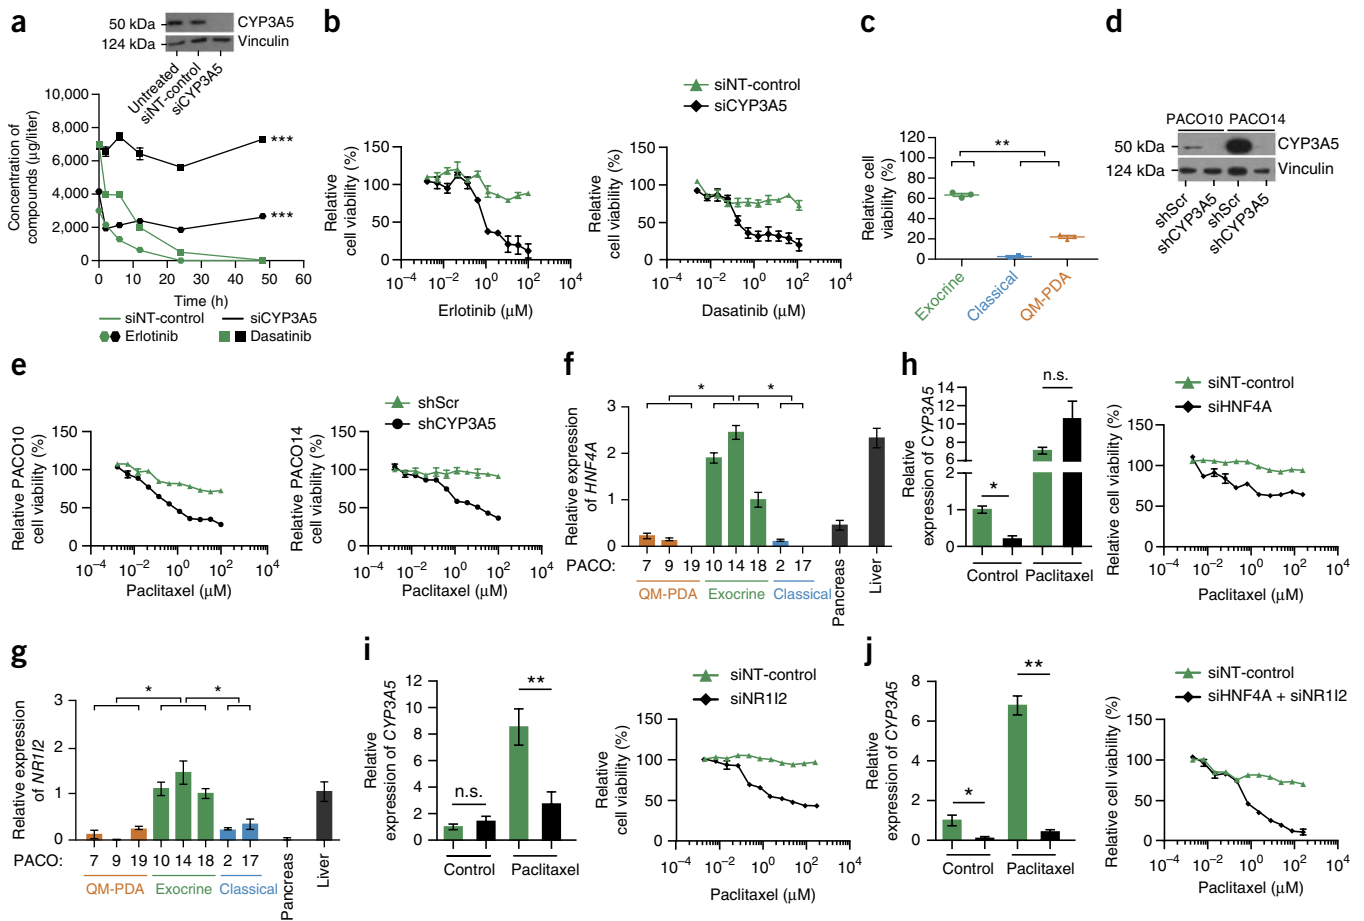 a
50 kDa
CYP3A5
124 kDa
Vinculin
Untreated
siNT-control
siCYP3A5
Concentration of
compounds (µg/liter)
10,000
8,000
6,000
4,000
2,000
0
***
***
0 10 20 30 40 50 60
Time (h)
siNT-control siCYP3A5
Erlotinib Dasatinib
b
siNT-control
siCYP3A5
Relative
cell viability (%)
150
100
50
0
10–4 10–2 100 102 104
Erlotinib (µM)
Relative
cell viability (%)
150
100
50
0
10–4 10–2 100 102 104
Dasatinib (µM)
c
Relative cell
viability (%)
120
100
80
60
40
20
0
**
Exocrine
Classical
QM-PDA
d
PACO10 PACO14
50 kDa
CYP3A5
124 kDa
Vinculin
shScr
shCYP3A5
shScr
shCYP3A5
e
shScr
shCYP3A5
Relative PACO10
cell viability (%)
150
100
50
0
10–4 10–2 100 102 104
Paclitaxel (µM)
Relative PACO14
cell viability (%)
150
100
50
0
10–4 10–2 100 102 104
Paclitaxel (µM)
f
Relative expression
of HNF4A
3
2
1
0
* *
PACO: 7 9 19 10 14 18 2 17
QM-PDA Exocrine Classical
Pancreas
Liver
h
Relative
expression of CYP3A5
14
12
10
8
6
2
1
0
*
n.s.
Control Paclitaxel
siNT-control
siHNF4A
Relative cell viability (%)
150
100
50
0
10–4 10–2 100 102 104
Paclitaxel (µM)
g
Relative expression
of NR1I2
3
2
1
0
* *
PACO: 7 9 19 10 14 18 2 17
QM-PDA Exocrine Classical
Pancreas
Liver
i
Relative
expression of CYP3A5
12
10
8
6
4
2
0
n.s.
**
Control Paclitaxel
siNT-control
siNR1I2
Relative
cell viability (%)
150
100
50
0
10–4 10–2 100 102 104
Paclitaxel (µM)
j
Relative
expression of CYP3A5
8
6
4
2
0
*
**
Control Paclitaxel
siNT-control
siHNF4A + siNR1I2
Relative cell viability (%)
150
100
50
0
10–4 10–2 100 102 104
Paclitaxel (µM)